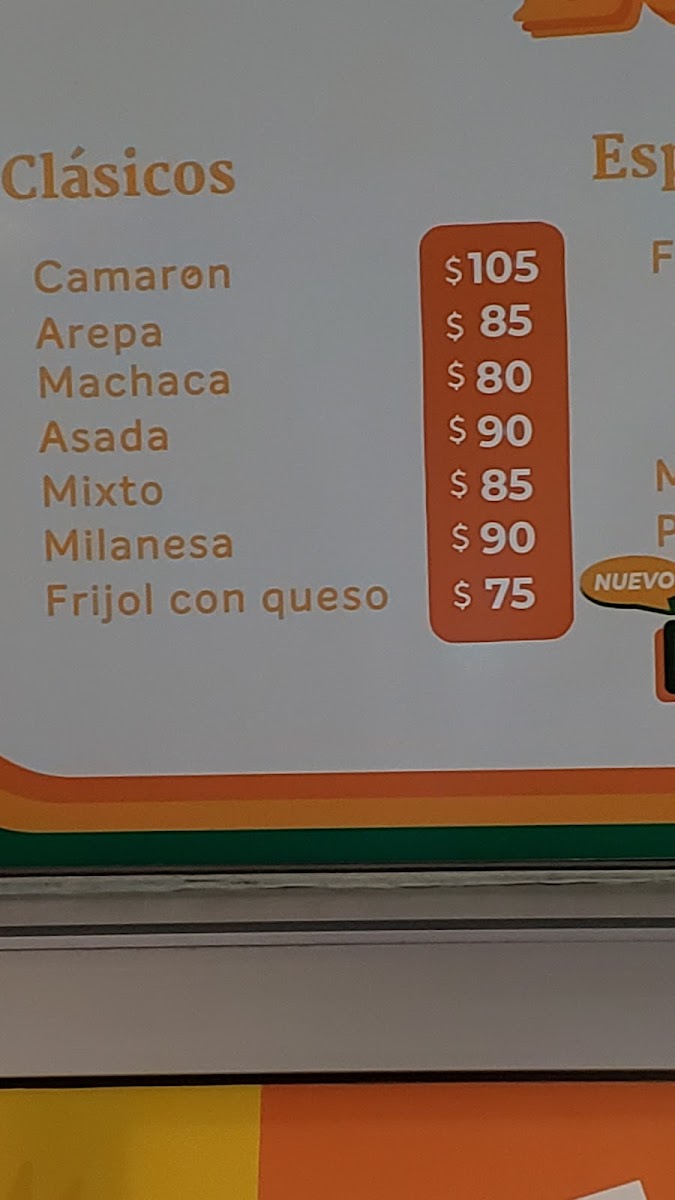 Clásicos
Camaron $105
Arepa $ 85
Machaca $ 80
Asada $ 90
Mixto $ 85
Milanesa $ 90
Frijol con queso $ 75
NUEVO